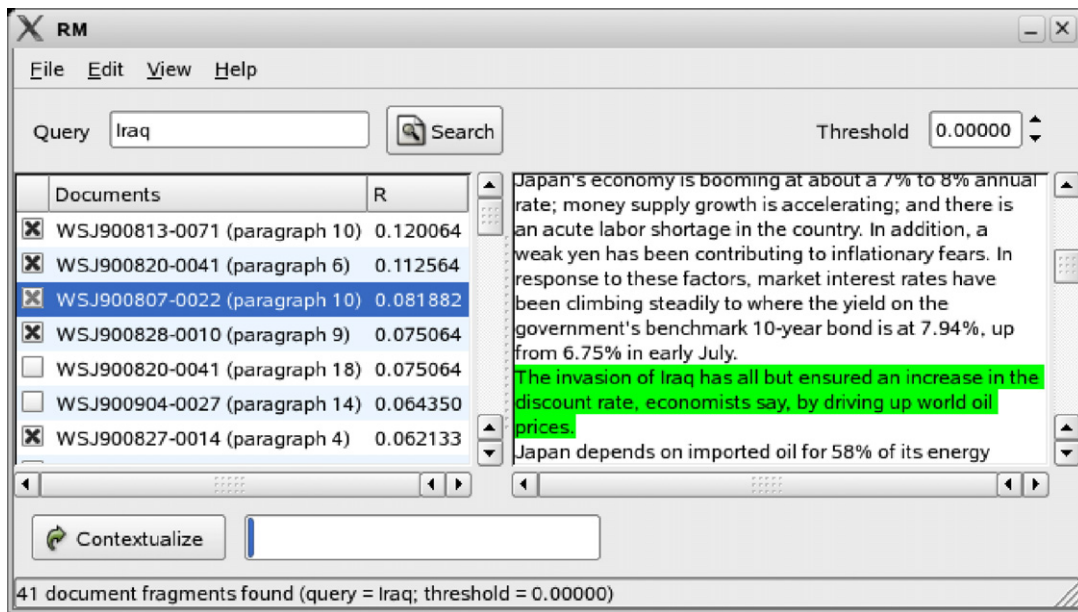 RM
File Edit View Help
Query Iraq Search Threshold 0.00000
Documents R
WSJ900813-0071 (paragraph 10) 0.120064
WSJ900820-0041 (paragraph 6) 0.112564
WSJ900807-0022 (paragraph 10) 0.081882
WSJ900828-0010 (paragraph 9) 0.075064
WSJ900820-0041 (paragraph 18) 0.075064
WSJ900904-0027 (paragraph 14) 0.064350
WSJ900827-0014 (paragraph 4) 0.062133
Japan's economy is booming at about a 7% to 8% annual
rate; money supply growth is accelerating; and there is
an acute labor shortage in the country. In addition, a
weak yen has been contributing to inflationary fears. In
response to these factors, market interest rates have
been climbing steadily to where the yield on the
government's benchmark 10-year bond is at 7.94%, up
from 6.75% in early July.
The invasion of Iraq has all but ensured an increase in the
discount rate, economists say, by driving up world oil
prices.
Japan depends on imported oil for 58% of its energy
Contextualize
41 document fragments found (query = Iraq; threshold = 0.00000)